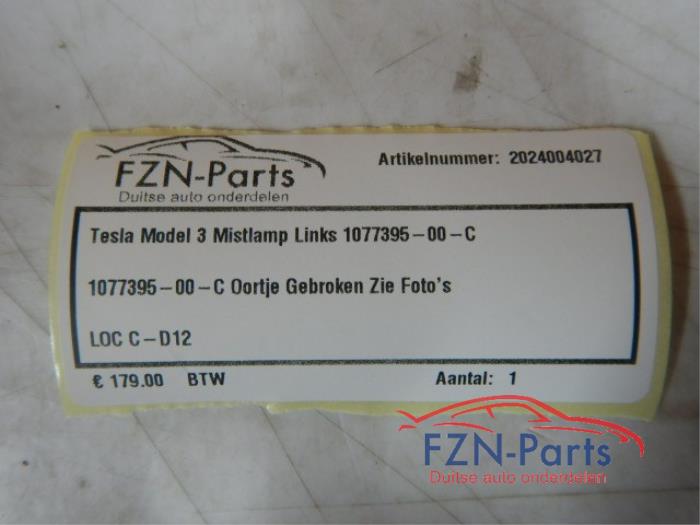 FZN-Parts
Duitse auto onderdelen
Artikelnummer: 2024004027
Tesla Model 3 Mistlamp Links 1077395-00-C
1077395-00-C Oortje Gebroken Zie Foto's
LOC C-D12
€ 179.00 BTW
Aantal: 1
FZN-Parts
Duitse auto onderdelen